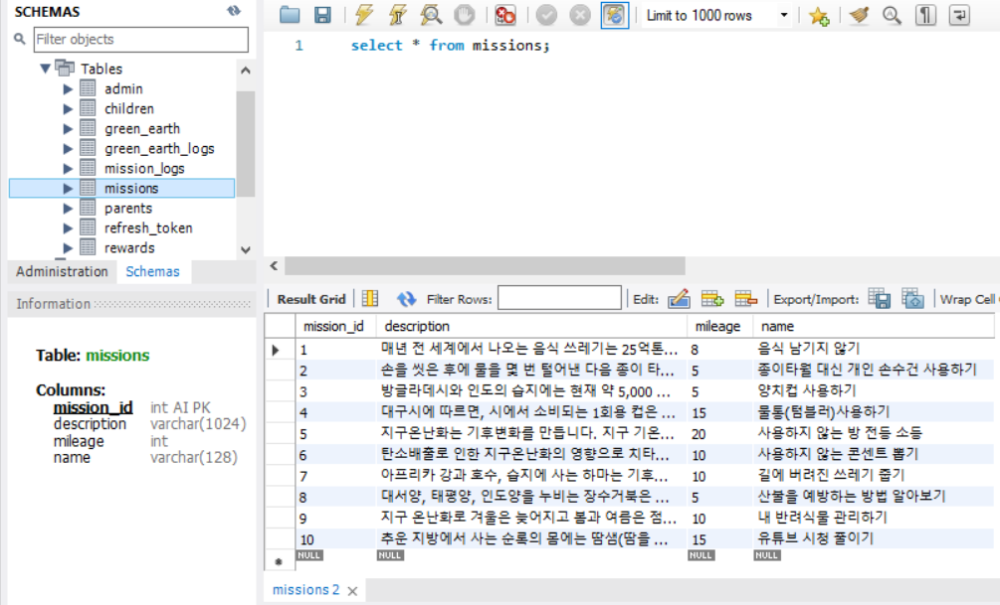 SCHEMAS
Filter objects
Tables
admin
children
green_earth
green_earth_logs
mission_logs
missions
parents
refresh_token
rewards
Administration Schemas
Information
Table: missions
Columns:
mission_id int AI PK
description varchar(1024)
mileage int
name varchar(128)
Limit to 1000 rows
1 select * from missions;
Result Grid Filter Rows: Edit: Export/Import: Wrap Cell
mission_id description mileage name
1 매년 전 세계에서 나오는 음식 쓰레기는 25억톤... 8 음식 남기지 않기
2 손을 씻은 후에 물을 몇 번 털어낸 다음 종이 타... 5 종이타월 대신 개인 손수건 사용하기
3 방글라데시와 인도의 습지에는 현재 약 5,000 ... 5 양치컵 사용하기
4 대구시에 따르면, 시에서 소비되는 1회용 컵은 ... 15 물통(텀블러)사용하기
5 지구온난화는 기후변화를 만듭니다. 지구 기온... 20 사용하지 않는 방 전등 소등
6 탄소배출로 인한 지구온난화의 영향으로 치타... 10 사용하지 않는 콘센트 뽑기
7 아프리카 강과 호수, 습지에 사는 하마는 기후... 10 길에 버려진 쓰레기 줍기
8 대서양, 태평양, 인도양을 누비는 장수거북은 ... 5 산불을 예방하는 방법 알아보기
9 지구 온난화로 겨울은 늦어지고 봄과 여름은 점... 10 내 반려식물 관리하기
10 추운 지방에서 사는 순록의 몸에는 땀샘(땀을 ... 15 유튜브 시청 줄이기
NULL NULL NULL NULL
missions 2